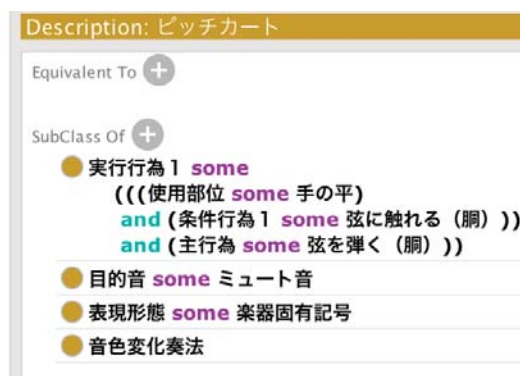 Description: ピッチカート
Equivalent To
SubClass Of
実行行為１ some
(((使用部位 some 手の平)
and (条件行為１ some 弦に触れる（胴）))
and (主行為 some 弦を弾く（胴）))
目的音 some ミュート音
表現形態 some 楽器固有記号
音色変化奏法